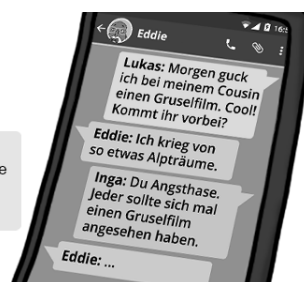 Eddie
Lukas: Morgen guck
ich bei meinem Cousin
einen Gruselfilm. Cool!
Kommt ihr vorbei?
Eddie: Ich krieg von
so etwas Alpträume.
Inga: Du Angsthase.
Jeder sollte sich mal
einen Gruselfilm
angesehen haben.
Eddie: ...
e